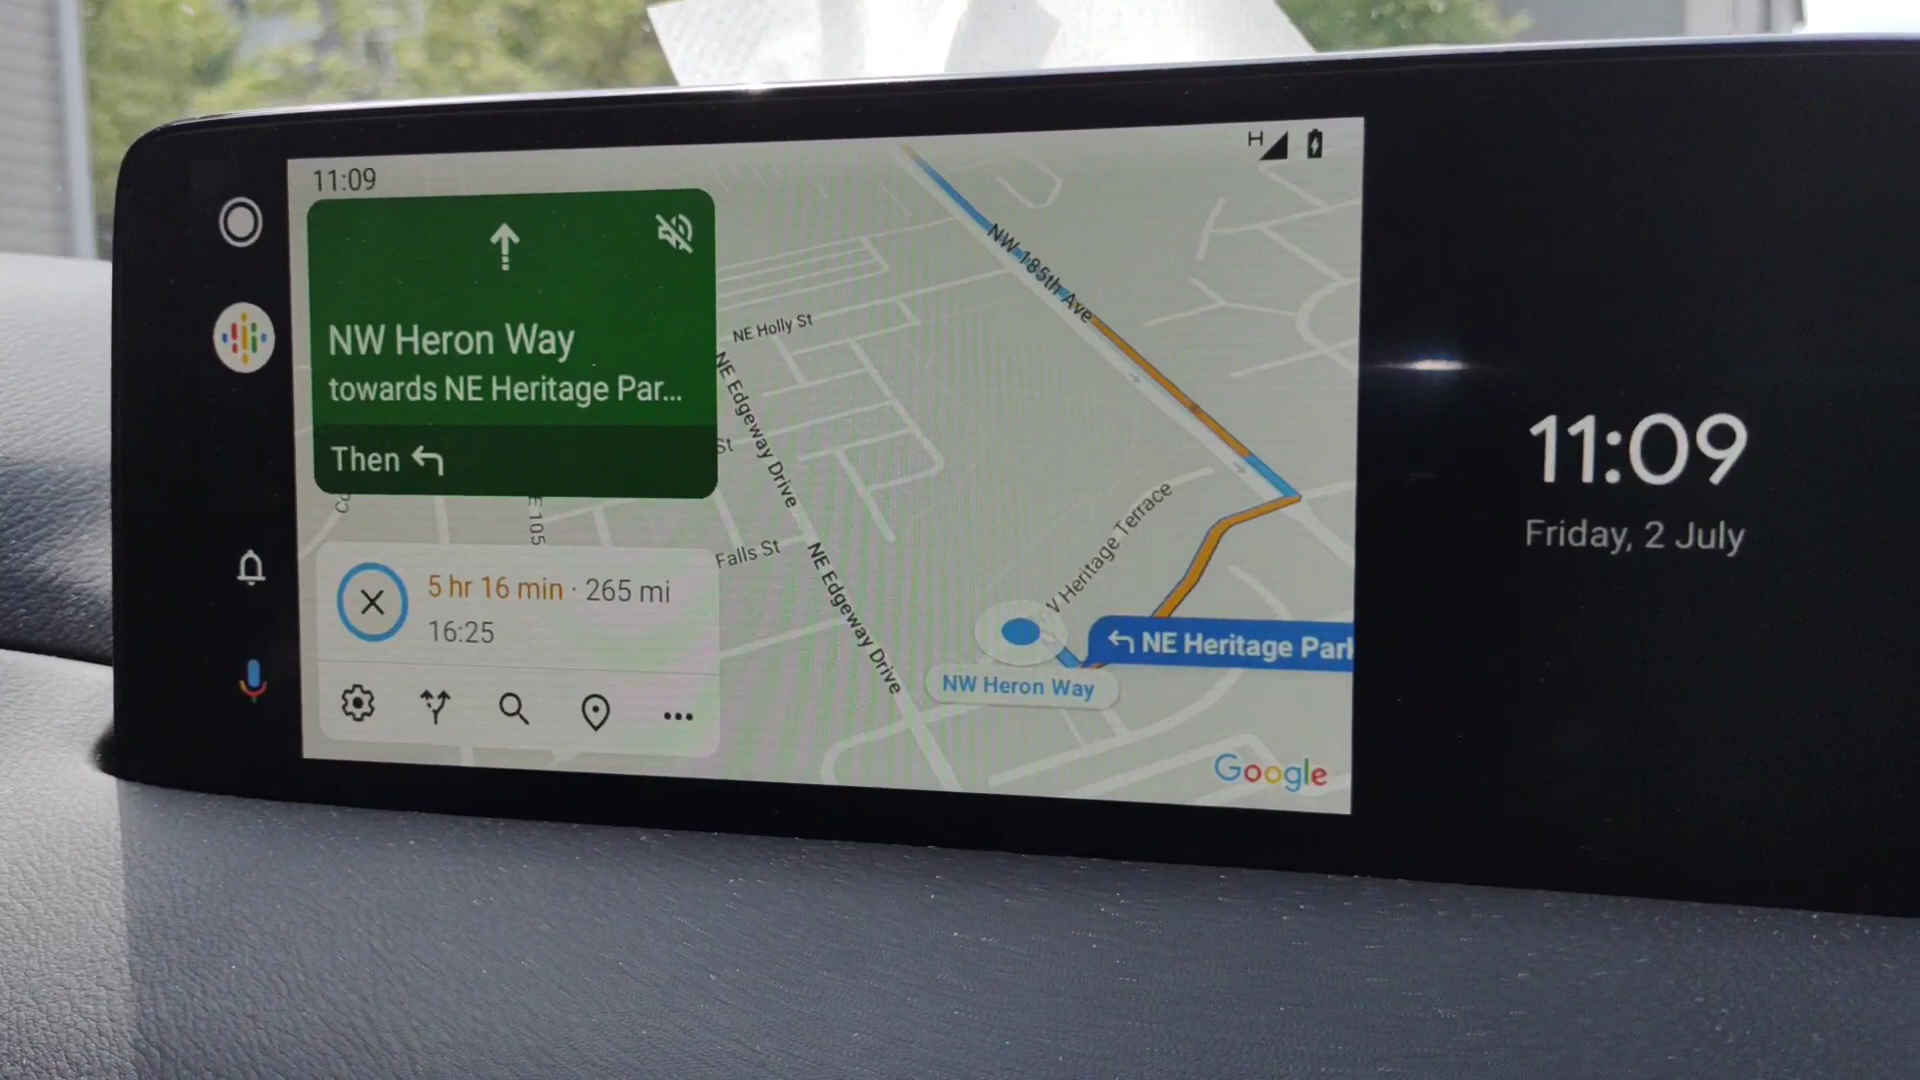 11:09
H
NW Heron Way
towards NE Heritage Par...
Then
5 hr 16 min · 265 mi
16:25
NW 185th Ave
NE Holly St
NE Edgeway Drive
St
E 105
Falls St
NE Edgeway Drive
V Heritage Terrace
NE Heritage Park
NW Heron Way
Google
11:09
Friday, 2 July